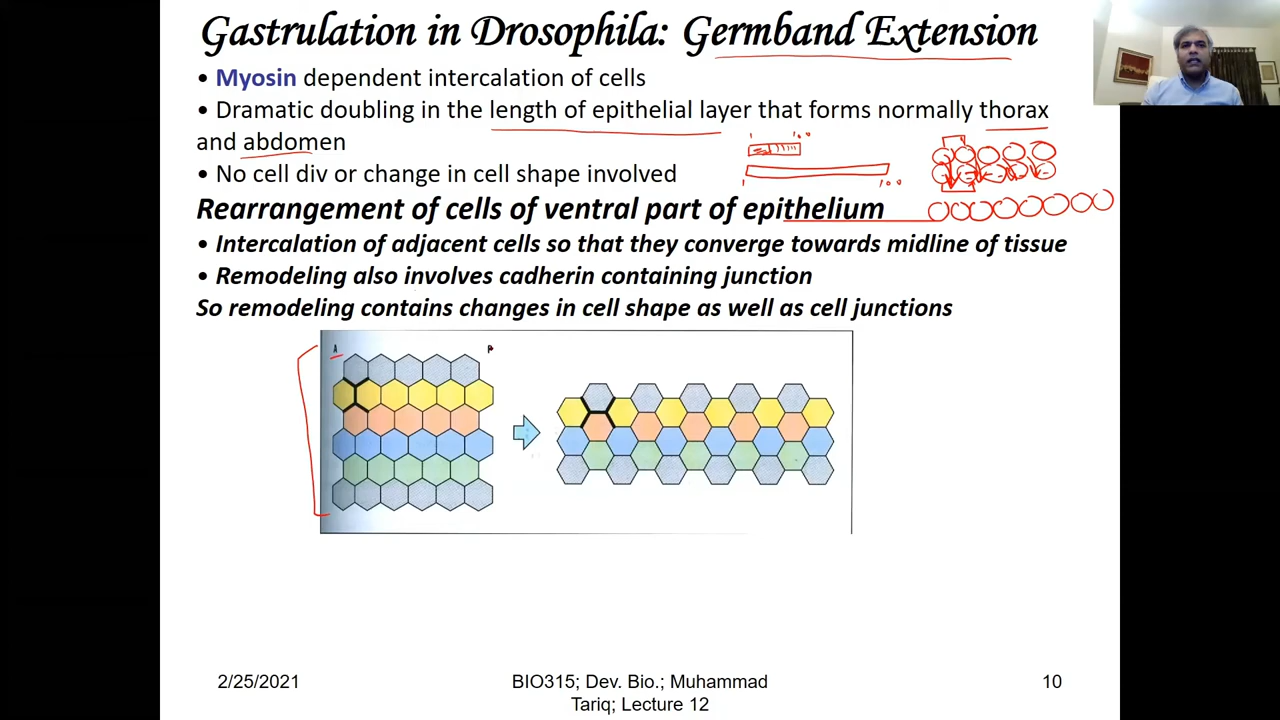 Gastrulation in Drosophila: Germband Extension
• Myosin dependent intercalation of cells
• Dramatic doubling in the length of epithelial layer that forms normally thorax
and abdomen
1 100
• No cell div or change in cell shape involved
1 100
Rearrangement of cells of ventral part of epithelium
• Intercalation of adjacent cells so that they converge towards midline of tissue
• Remodeling also involves cadherin containing junction
So remodeling contains changes in cell shape as well as cell junctions
A P
2/25/2021
BIO315; Dev. Bio.; Muhammad
Tariq; Lecture 12
10